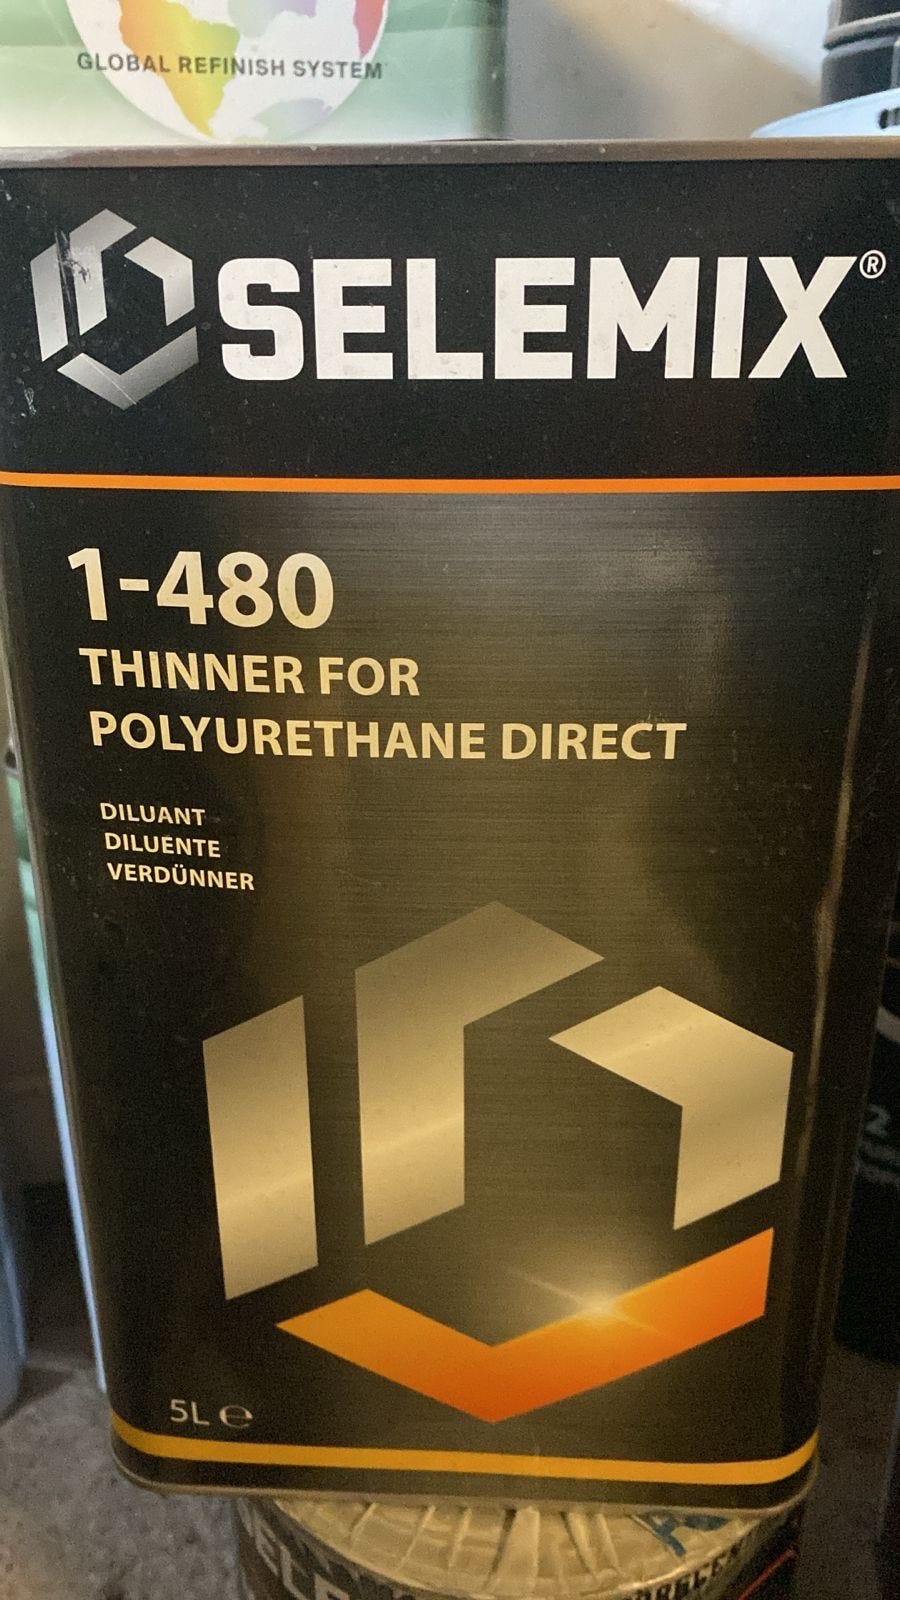 GLOBAL REFINISH SYSTEM
SELEMIX®
1-480
THINNER FOR
POLYURETHANE DIRECT
DILUANT
DILUENTE
VERDÜNNER
5L ℮